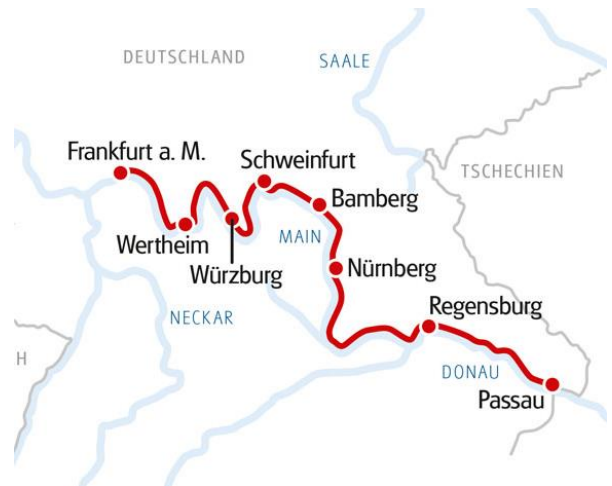 DEUTSCHLAND
SAALE
Frankfurt a. M.
Schweinfurt
TSCHECHIEN
Bamberg
Wertheim
MAIN
Würzburg
Nürnberg
Regensburg
NECKAR
H
DONAU
Passau